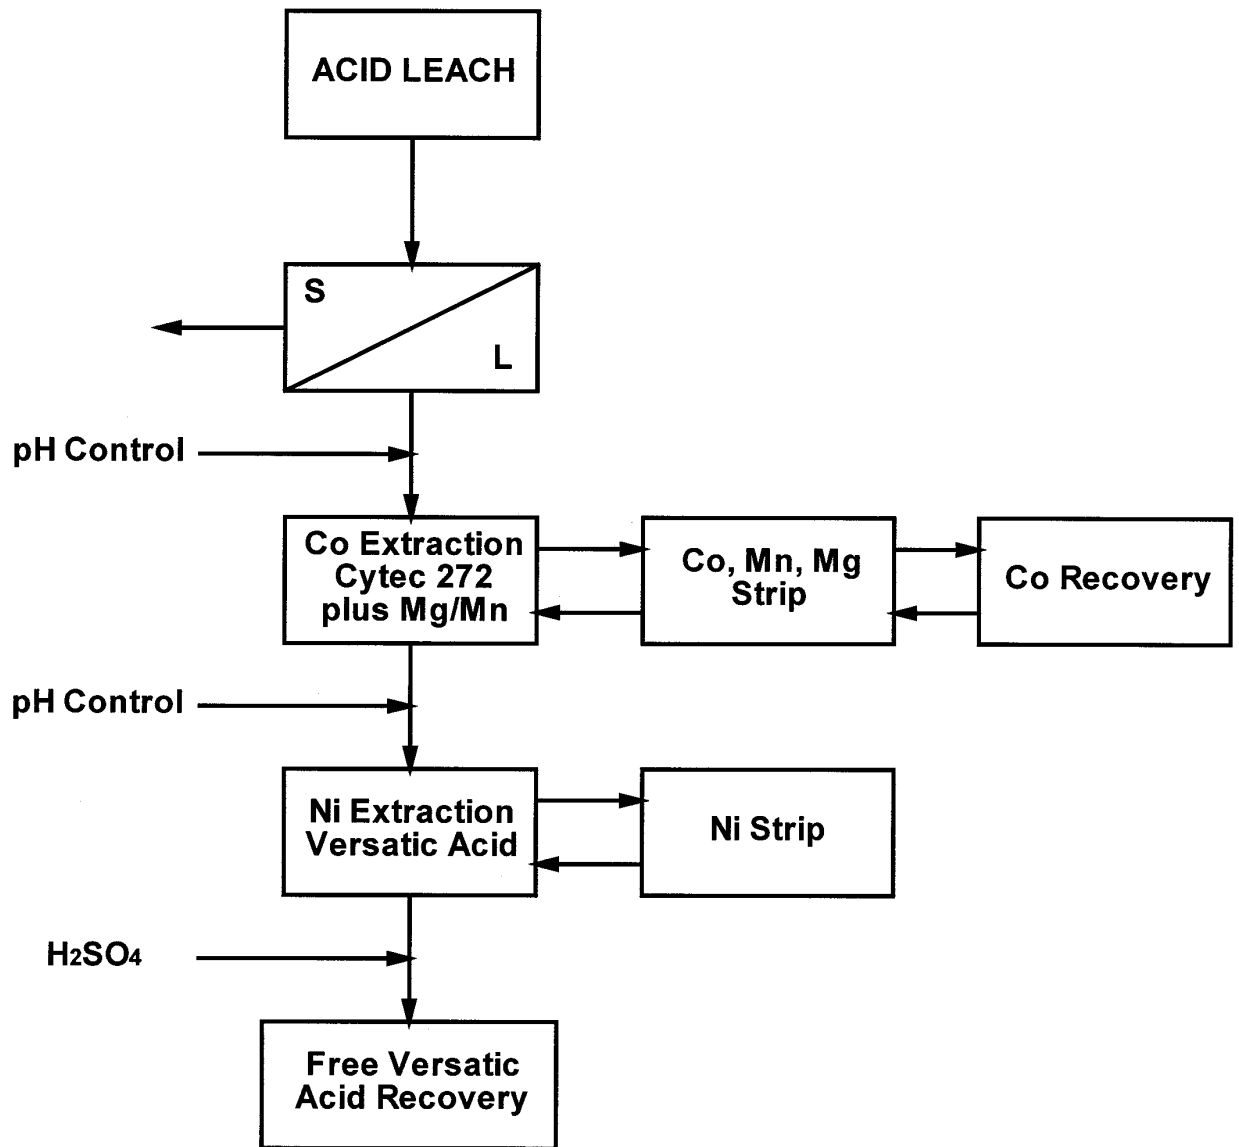 ACID LEACH
S
L
pH Control
Co Extraction
Cytec 272
plus Mg/Mn
Co, Mn, Mg
Strip
Co Recovery
pH Control
Ni Extraction
Versatic Acid
Ni Strip
H₂SO₄
Free Versatic
Acid Recovery